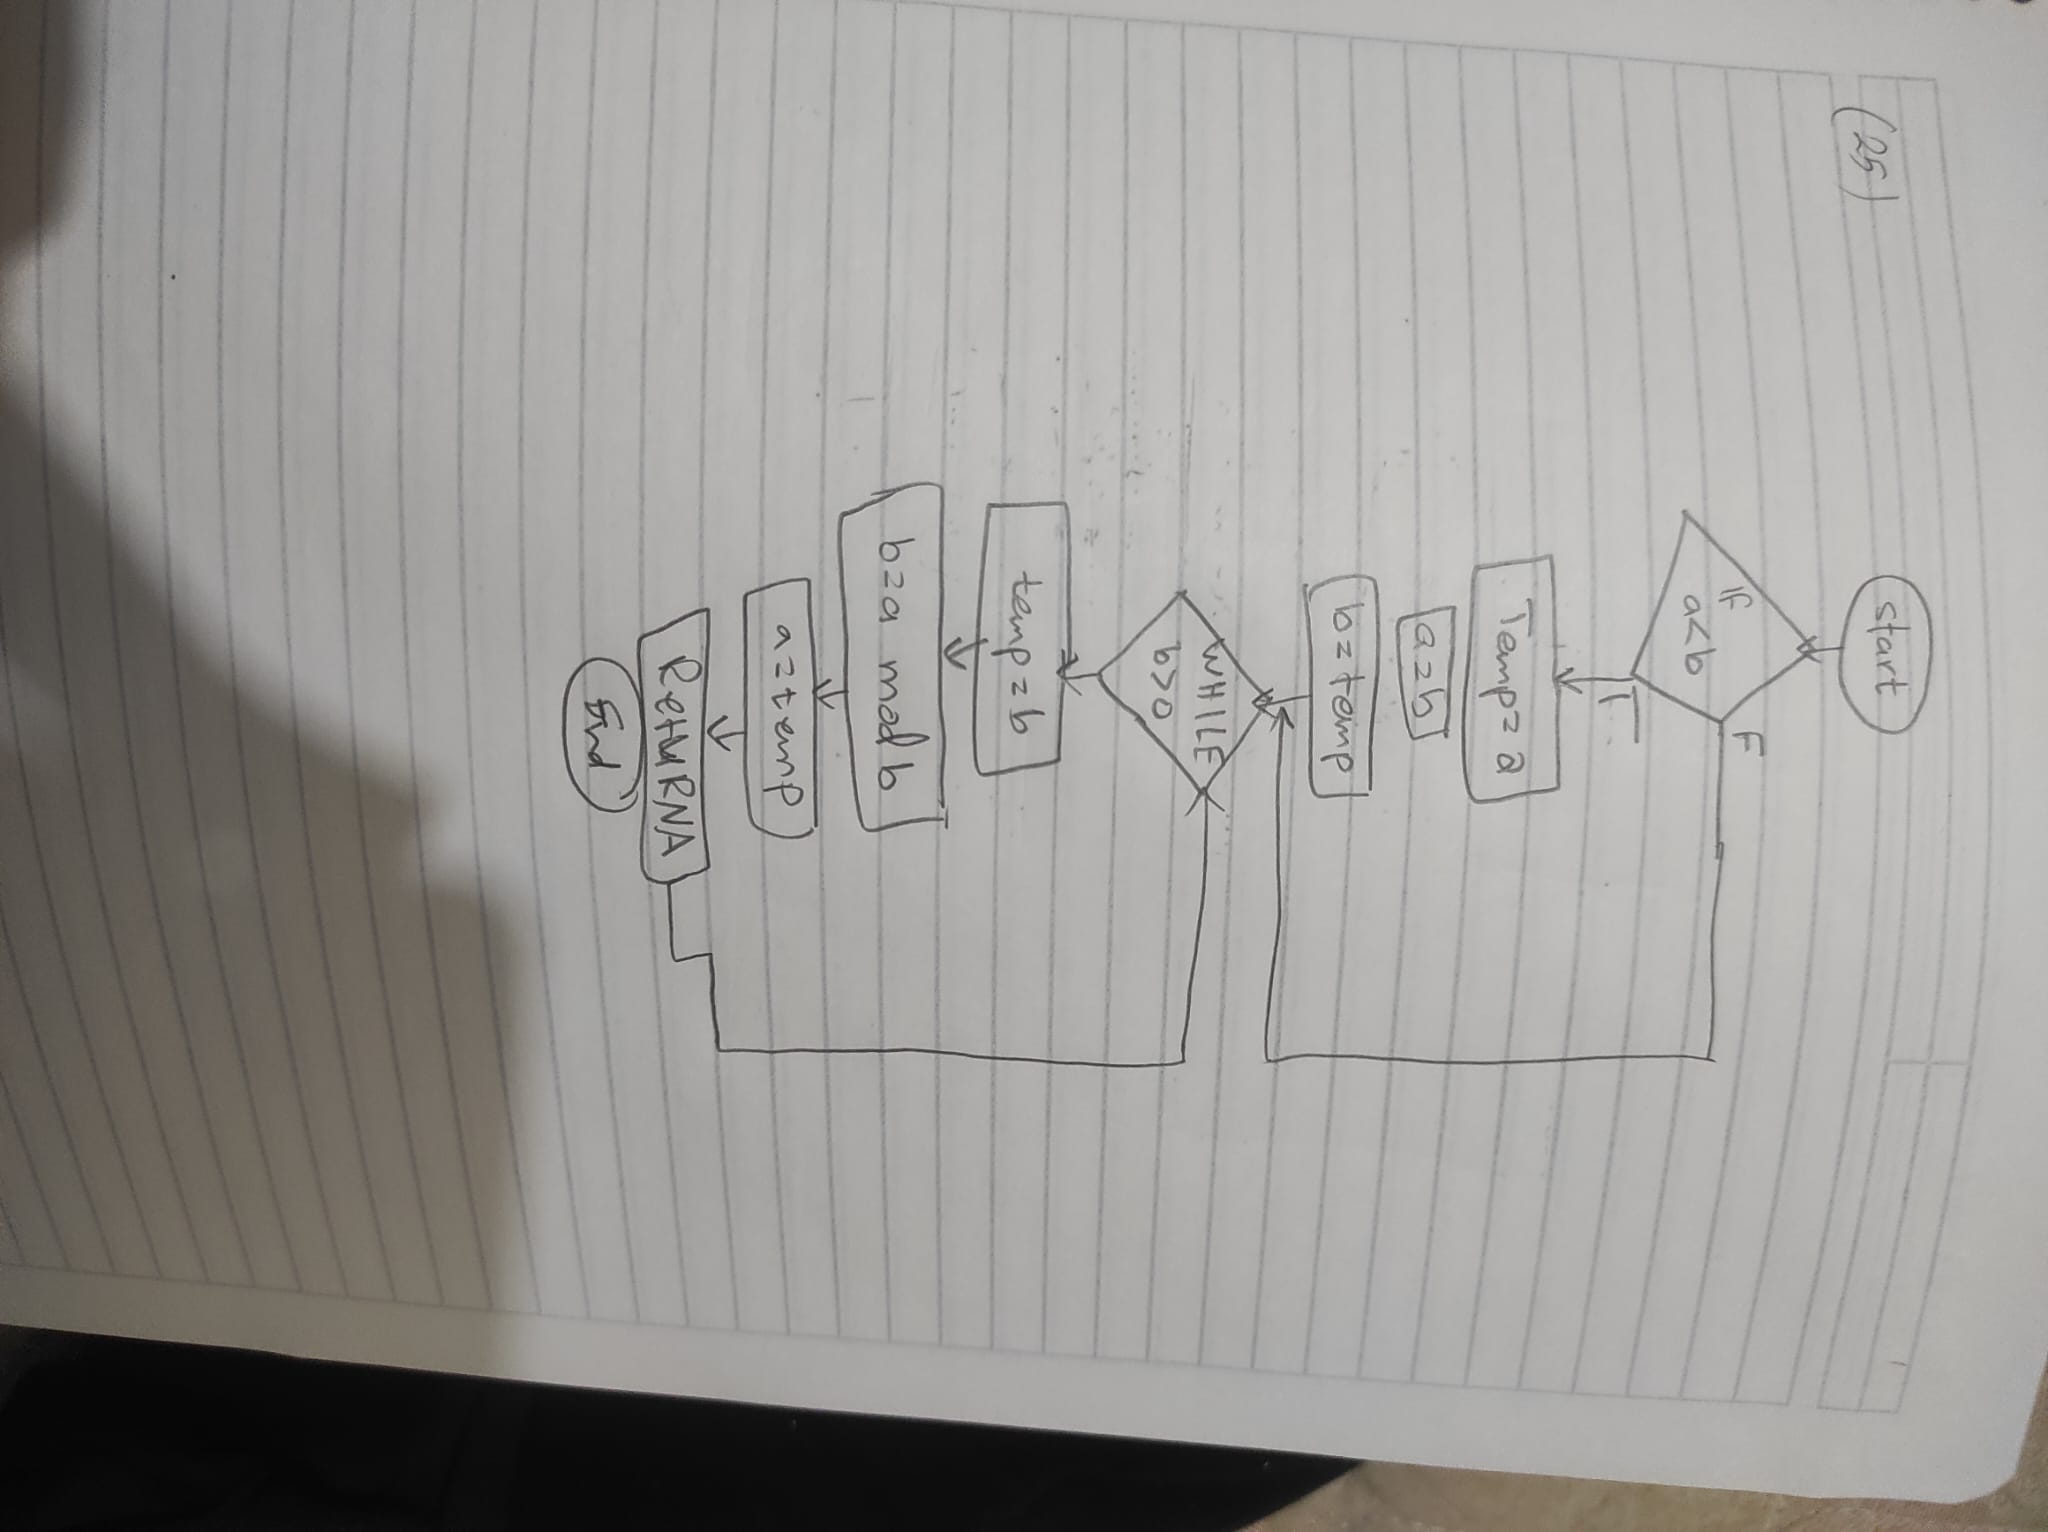 (25)
start
IF
a<b
F
T
Temp=a
a=b
b=temp
WHILE
b>0
temp=b
b=a mod b
a=temp
RetuRNA
End